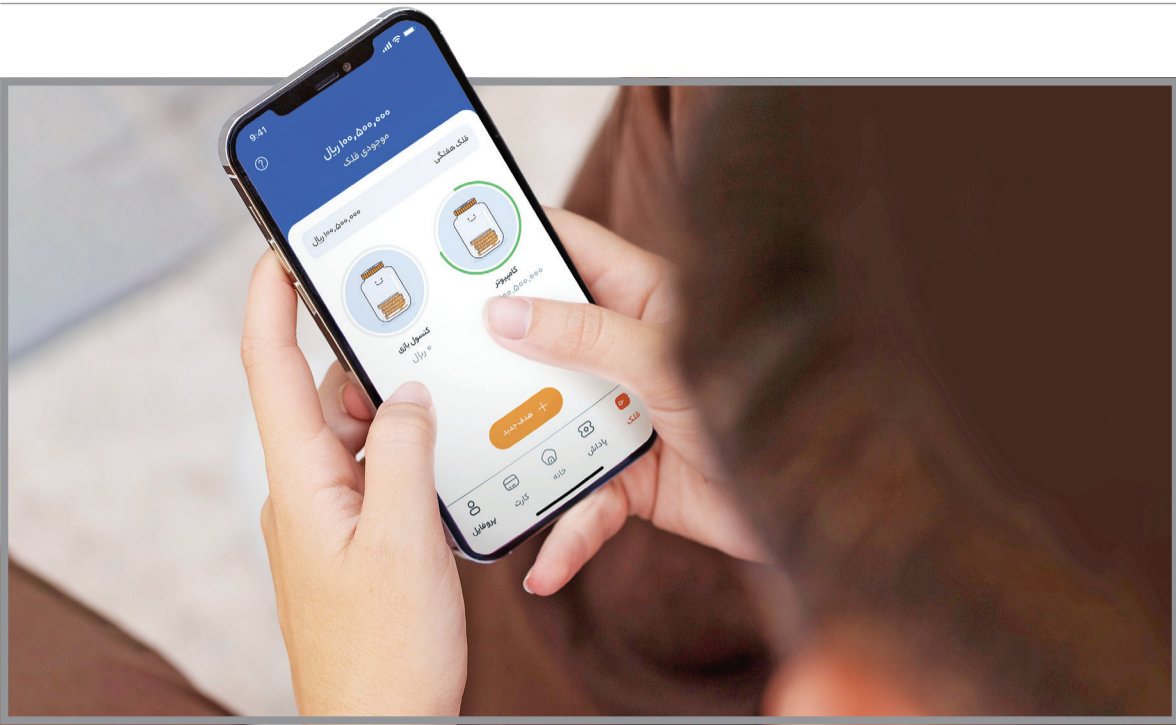 9:41
۱۰۰,۵۰۰,۰۰۰ ریال
موجودی قلک
قلک هفتگی
۱۰۰,۵۰۰,۰۰۰ ریال
کامپیوتر
کنسول بازی
۰ ریال
+ هدف جدید
قلک
پاداش
خانه
کارت
پروفایل